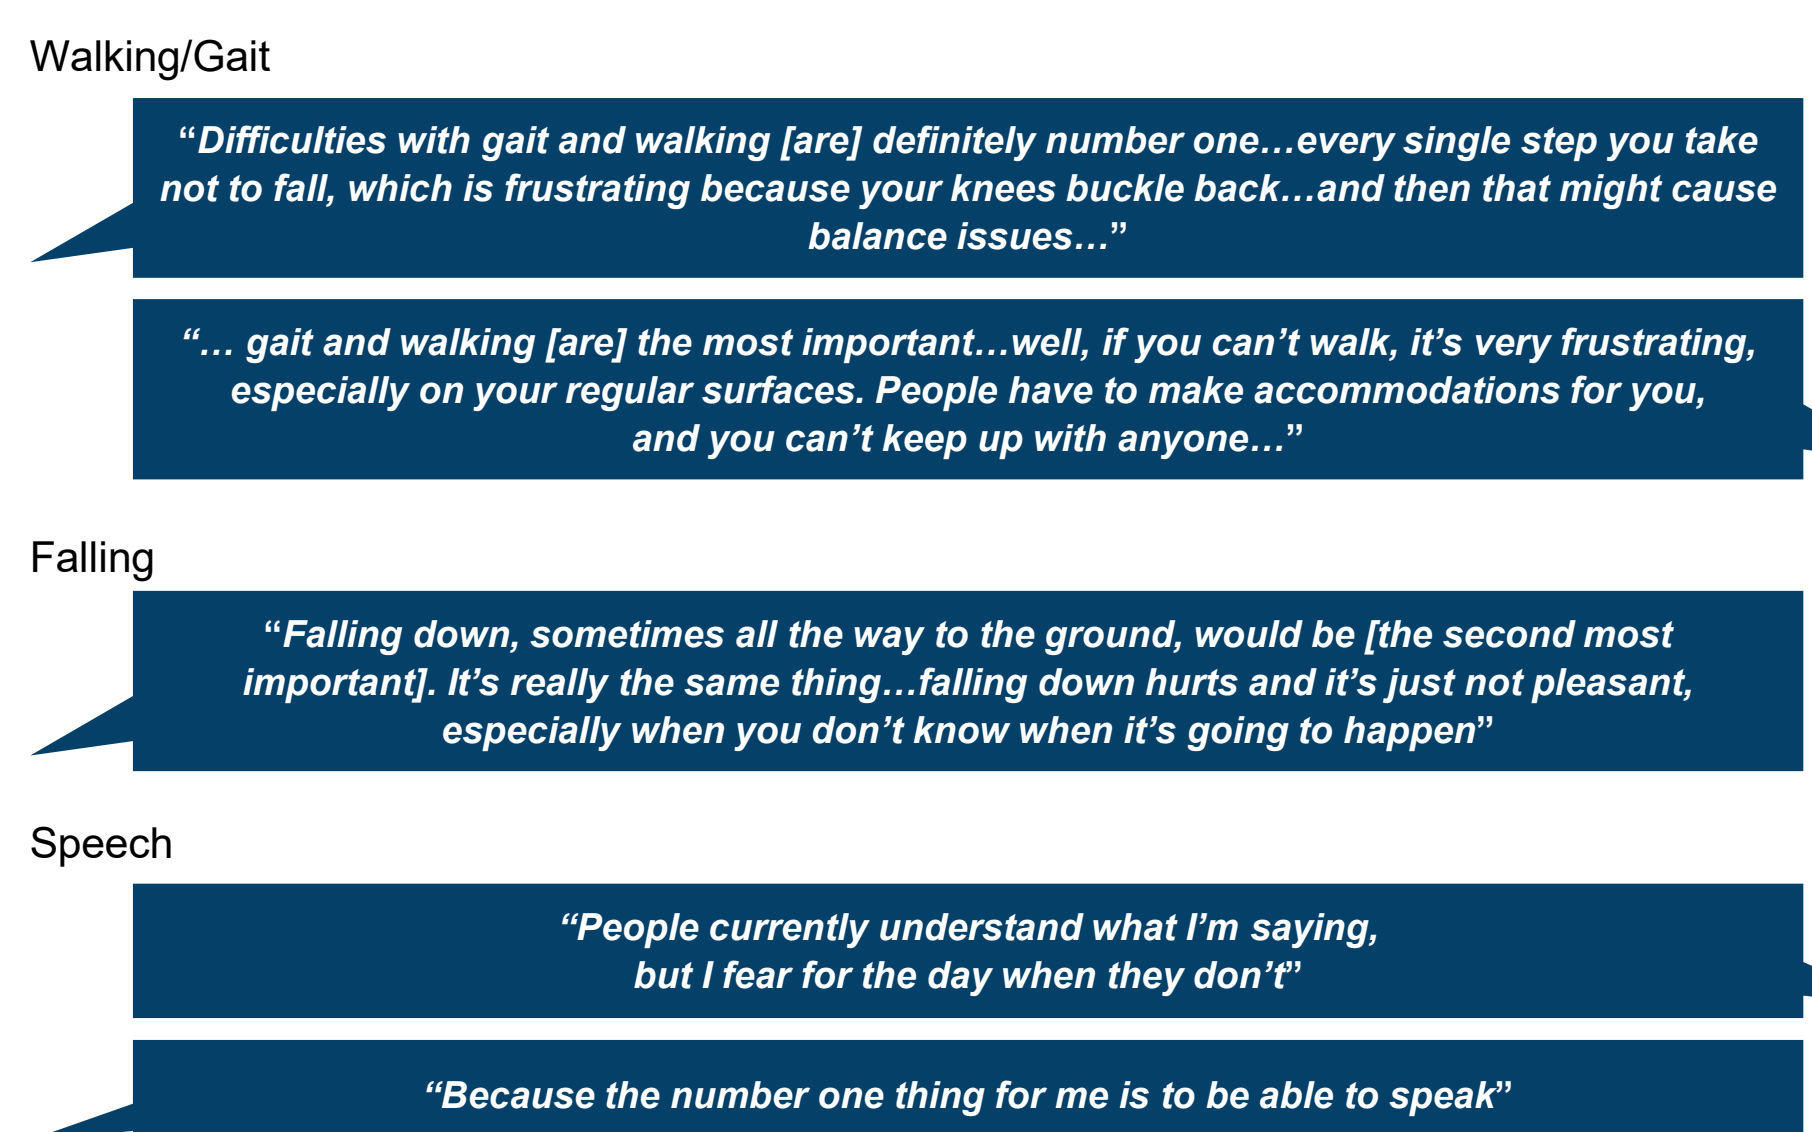 Walking/Gait
“Difficulties with gait and walking [are] definitely number one…every single step you take
not to fall, which is frustrating because your knees buckle back…and then that might cause
balance issues…”
“… gait and walking [are] the most important…well, if you can’t walk, it’s very frustrating,
especially on your regular surfaces. People have to make accommodations for you,
and you can’t keep up with anyone…”
Falling
“Falling down, sometimes all the way to the ground, would be [the second most
important]. It’s really the same thing…falling down hurts and it’s just not pleasant,
especially when you don’t know when it’s going to happen”
Speech
“People currently understand what I’m saying,
but I fear for the day when they don’t”
“Because the number one thing for me is to be able to speak”